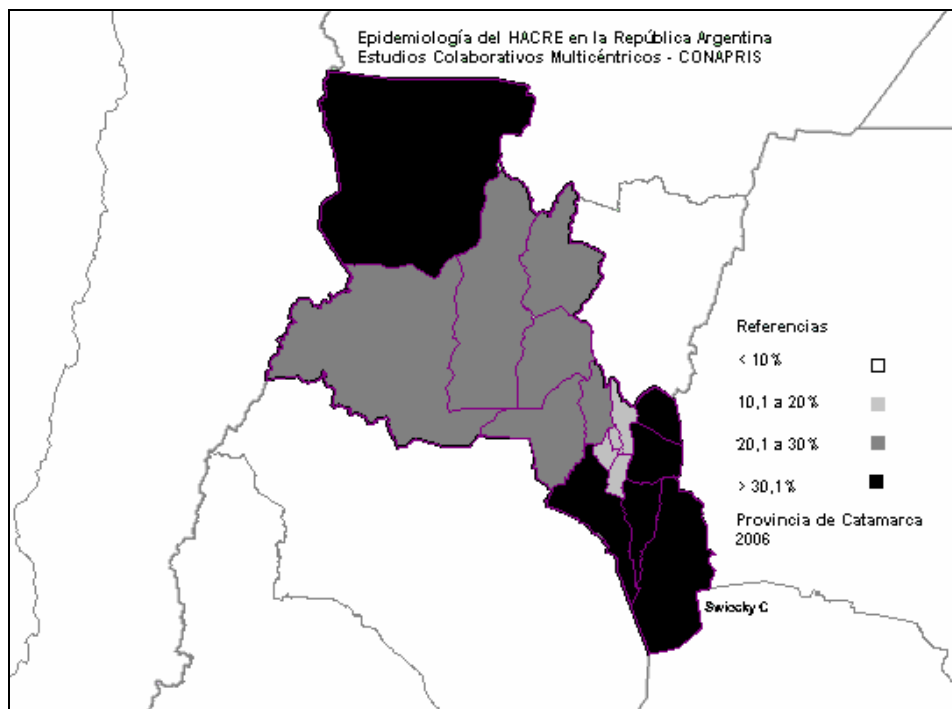 Epidemiología del HACRE en la República Argentina
Estudios Colaborativos Multicéntricos - CONAPRIS
Referencias
< 10%
10,1 a 20%
20,1 a 30%
> 30,1%
Provincia de Catamarca
2006
Swiecky C